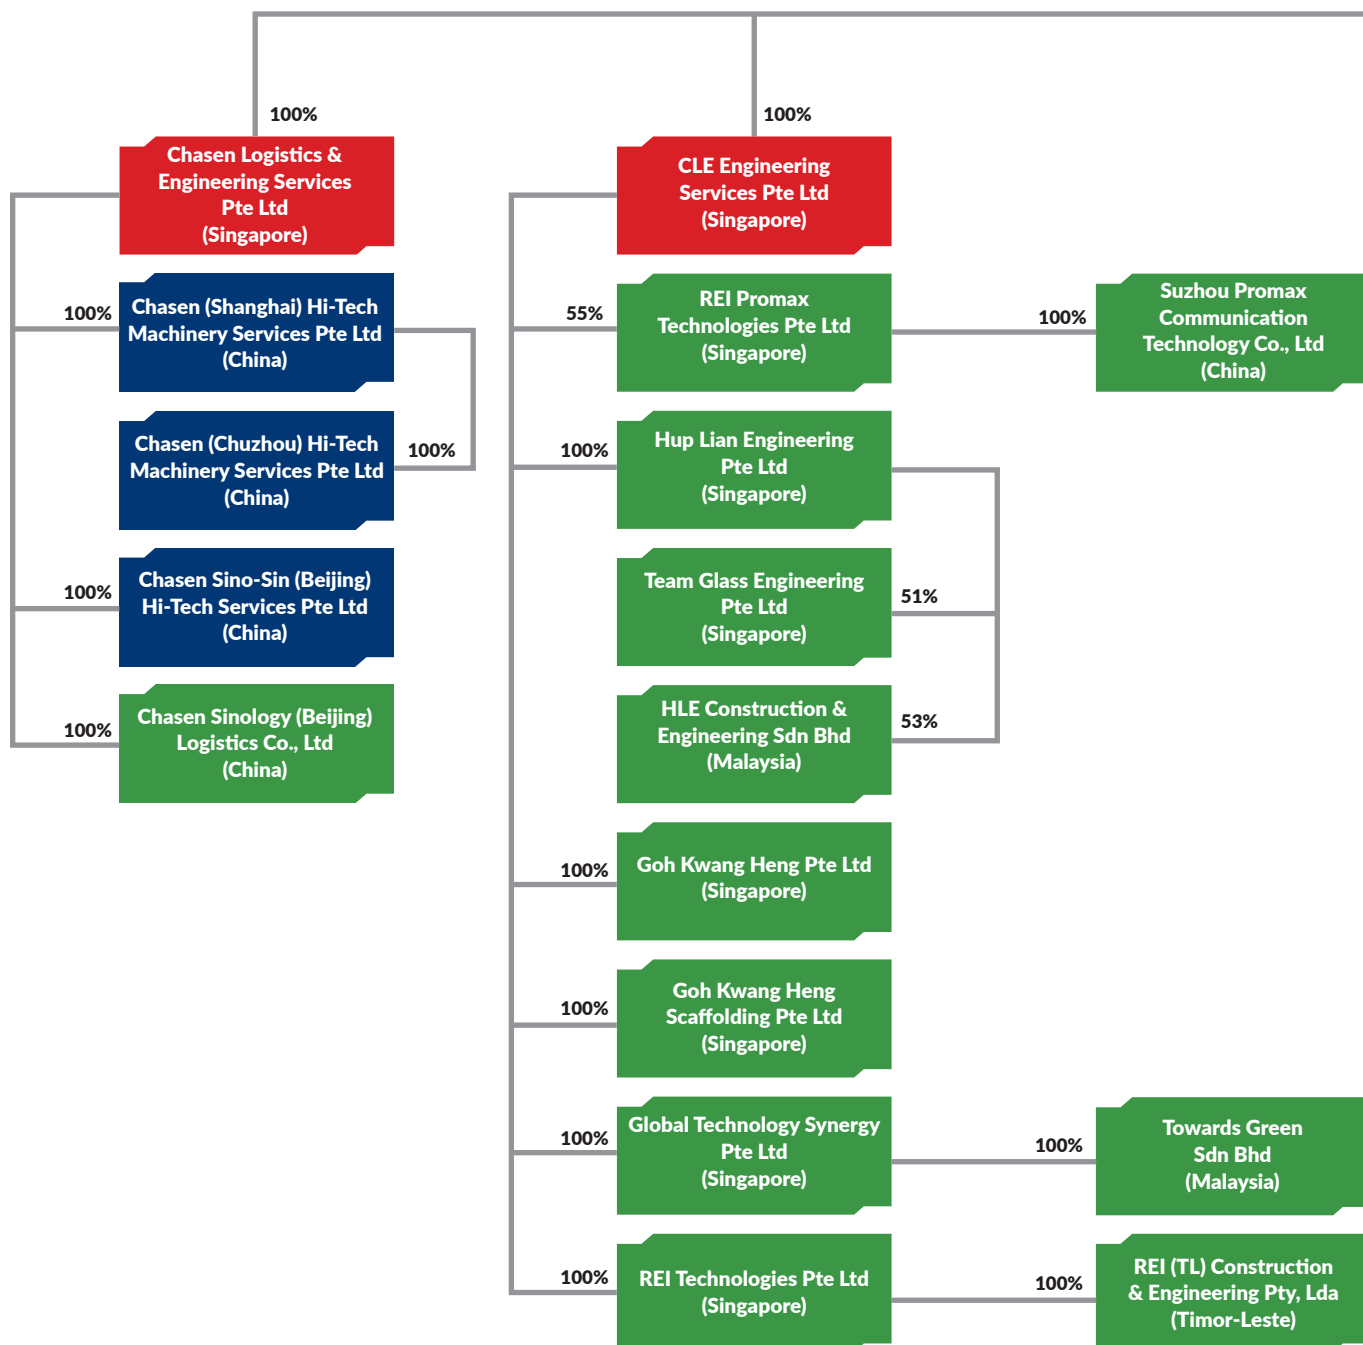 100%
Chasen Logistics &
Engineering Services
Pte Ltd
(Singapore)
100%
Chasen (Shanghai) Hi-Tech
Machinery Services Pte Ltd
(China)
Chasen (Chuzhou) Hi-Tech
Machinery Services Pte Ltd
(China)
100%
100%
Chasen Sino-Sin (Beijing)
Hi-Tech Services Pte Ltd
(China)
100%
Chasen Sinology (Beijing)
Logistics Co., Ltd
(China)
100%
CLE Engineering
Services Pte Ltd
(Singapore)
55%
REI Promax
Technologies Pte Ltd
(Singapore)
100%
Suzhou Promax
Communication
Technology Co., Ltd
(China)
100%
Hup Lian Engineering
Pte Ltd
(Singapore)
Team Glass Engineering
Pte Ltd
(Singapore)
51%
HLE Construction &
Engineering Sdn Bhd
(Malaysia)
53%
100%
Goh Kwang Heng Pte Ltd
(Singapore)
100%
Goh Kwang Heng
Scaffolding Pte Ltd
(Singapore)
100%
Global Technology Synergy
Pte Ltd
(Singapore)
100%
Towards Green
Sdn Bhd
(Malaysia)
100%
REI Technologies Pte Ltd
(Singapore)
100%
REI (TL) Construction
& Engineering Pty, Lda
(Timor-Leste)